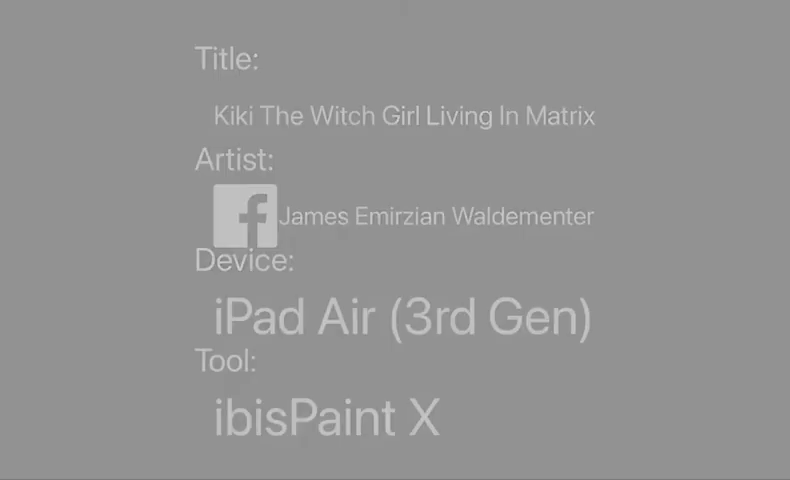 Title:
Kiki The Witch Girl Living In Matrix
Artist:
James Emirzian Waldementer
Device:
iPad Air (3rd Gen)
Tool:
ibisPaint X